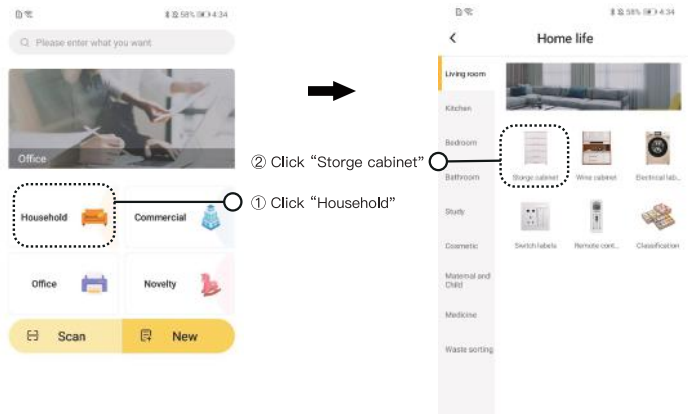 58% 4:34
Please enter what you want
Office
Household
Commercial
Office
Novelty
Scan
New
① Click “Household”
② Click “Storge cabinet”
58% 4:34
Home life
Living room
Kitchen
Bedroom
Bathroom
Study
Cosmetic
Maternal and
Child
Medicine
Waste sorting
Storge cabinet
Wine cabinet
Electrical lab...
Switch labels
Remote cont...
Classification